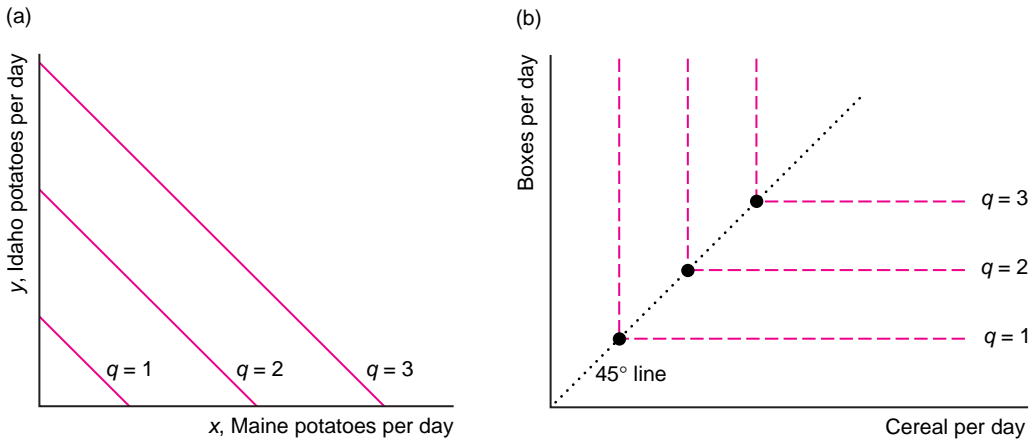 (a)
y, Idaho potatoes per day
q = 1
q = 2
q = 3
x, Maine potatoes per day
(b)
Boxes per day
q = 3
q = 2
q = 1
45° line
Cereal per day